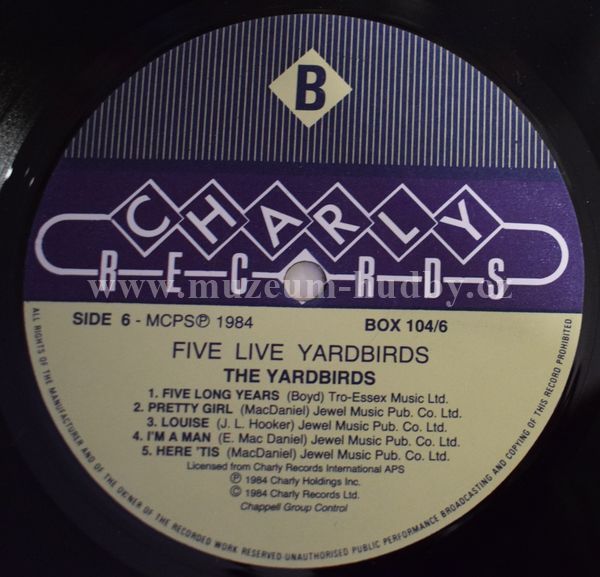 B
CHARLY
RECORDS
www.muzeum-hudby.cz
SIDE 6 - MCPS Ⓟ 1984 BOX 104/6
FIVE LIVE YARDBIRDS
THE YARDBIRDS
1. FIVE LONG YEARS (Boyd) Tro-Essex Music Ltd.
2. PRETTY GIRL (MacDaniel) Jewel Music Pub. Co. Ltd.
3. LOUISE (J. L. Hooker) Jewel Music Pub. Co. Ltd.
4. I'M A MAN (E. Mac Daniel) Jewel Music Pub. Co. Ltd.
5. HERE 'TIS (MacDaniel) Jewel Music Pub. Co. Ltd.
Licensed from Charly Records International APS
Ⓟ 1984 Charly Holdings Inc.
© 1984 Charly Records Ltd.
Chappell Group Control
ALL RIGHTS OF THE MANUFACTURER AND OF THE OWNER OF THE RECORDED WORK RESERVED-UNAUTHORISED PUBLIC PERFORMANCE BROADCASTING AND COPYING OF THIS RECORD PROHIBITED